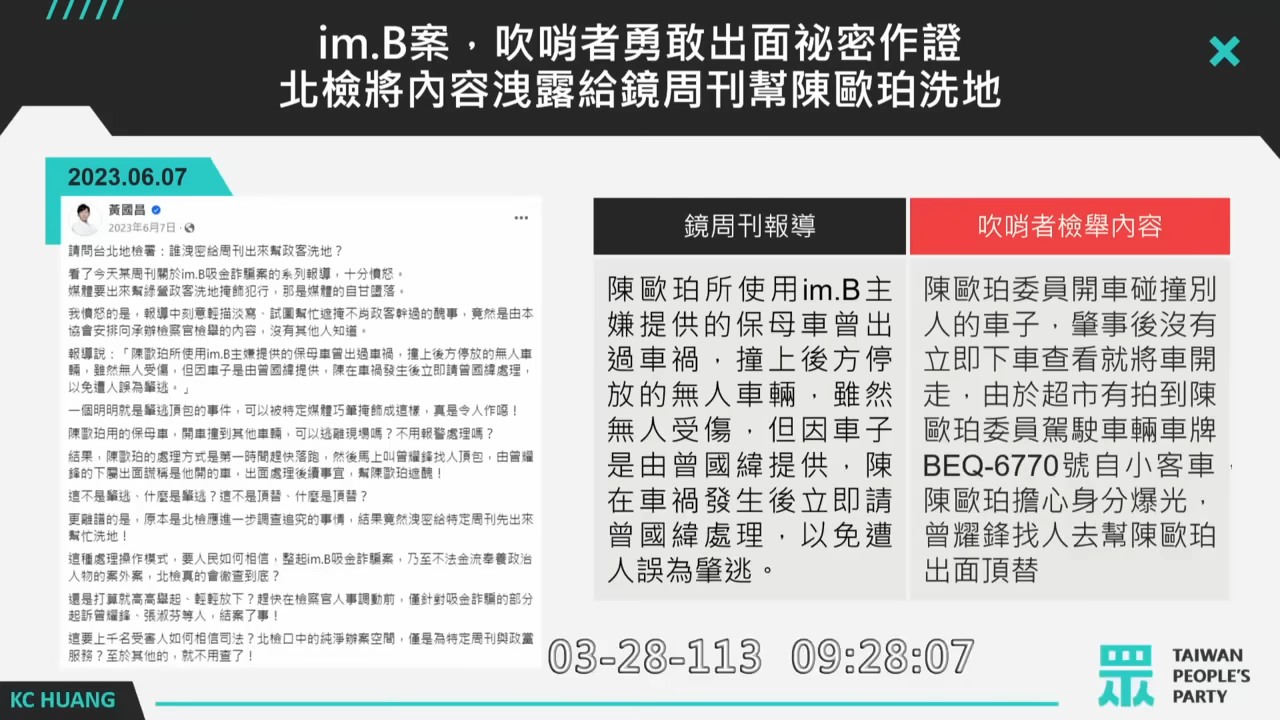 im.B案，吹哨者勇敢出面祕密作證
北檢將內容洩露給鏡周刊幫陳歐珀洗地
2023.06.07
黃國昌
2023年6月7日
請問台北地檢署：誰洩密給周刊出來幫政客洗地？
看了今天某周刊關於im.B吸金詐騙案的系列報導，十分憤怒。
媒體要出來幫綠營政客洗地掩飾犯行，那是媒體的自甘墮落。
我憤怒的是，報導中刻意輕描淡寫、試圖幫忙遮掩不肖政客幹過的醜事，竟然是由本
協會安排向承辦檢察官檢舉的內容，沒有其他人知道。
報導說：「陳歐珀所使用im.B主嫌提供的保母車曾出過車禍，撞上後方停放的無人車
輛，雖然無人受傷，但因車子是由曾國緯提供，陳在車禍發生後立即請曾國緯處理，
以免遭人誤為肇逃。」
一個明明就是肇逃頂包的事件，可以被特定媒體巧筆掩飾成這樣，真是令人作嘔！
陳歐珀用的保母車，開車撞到其他車輛，可以逃離現場嗎？不用報警處理嗎？
結果，陳歐珀的處理方式是第一時間趕快落跑，然後馬上叫曾耀鋒找人頂包，由曾耀
鋒的下屬出面謊稱是他開的車，出面處理後續事宜，幫陳歐珀遮醜！
這不是肇逃、什麼是肇逃？這不是頂替、什麼是頂替？
更離譜的是，原本是北檢應進一步調查追究的事情，結果竟然洩密給特定周刊先出來
幫忙洗地！
這種處理操作模式，要人民如何相信，整起im.B吸金詐騙案，乃至不法金流奉養政治
人物的案外案，北檢真的會徹查到底？
還是打算就高高舉起、輕輕放下？趕快在檢察官人事調動前，僅針對吸金詐騙的部分
起訴曾耀鋒、張淑芬等人，結案了事！
這要上千名受害人如何相信司法？北檢口中的純淨辦案空間，僅是為特定周刊與政黨
服務？至於其他的，就不用查了！
鏡周刊報導
陳歐珀所使用im.B主
嫌提供的保母車曾出
過車禍，撞上後方停
放的無人車輛，雖然
無人受傷，但因車子
是由曾國緯提供，陳
在車禍發生後立即請
曾國緯處理，以免遭
人誤為肇逃。
吹哨者檢舉內容
陳歐珀委員開車碰撞別
人的車子，肇事後沒有
立即下車查看就將車開
走，由於超市有拍到陳
歐珀委員駕駛車輛車牌
BEQ-6770號自小客車，
陳歐珀擔心身分爆光，
曾耀鋒找人去幫陳歐珀
出面頂替
03-28-113 09:28:07
KC HUANG
眾
TAIWAN
PEOPLE'S
PARTY